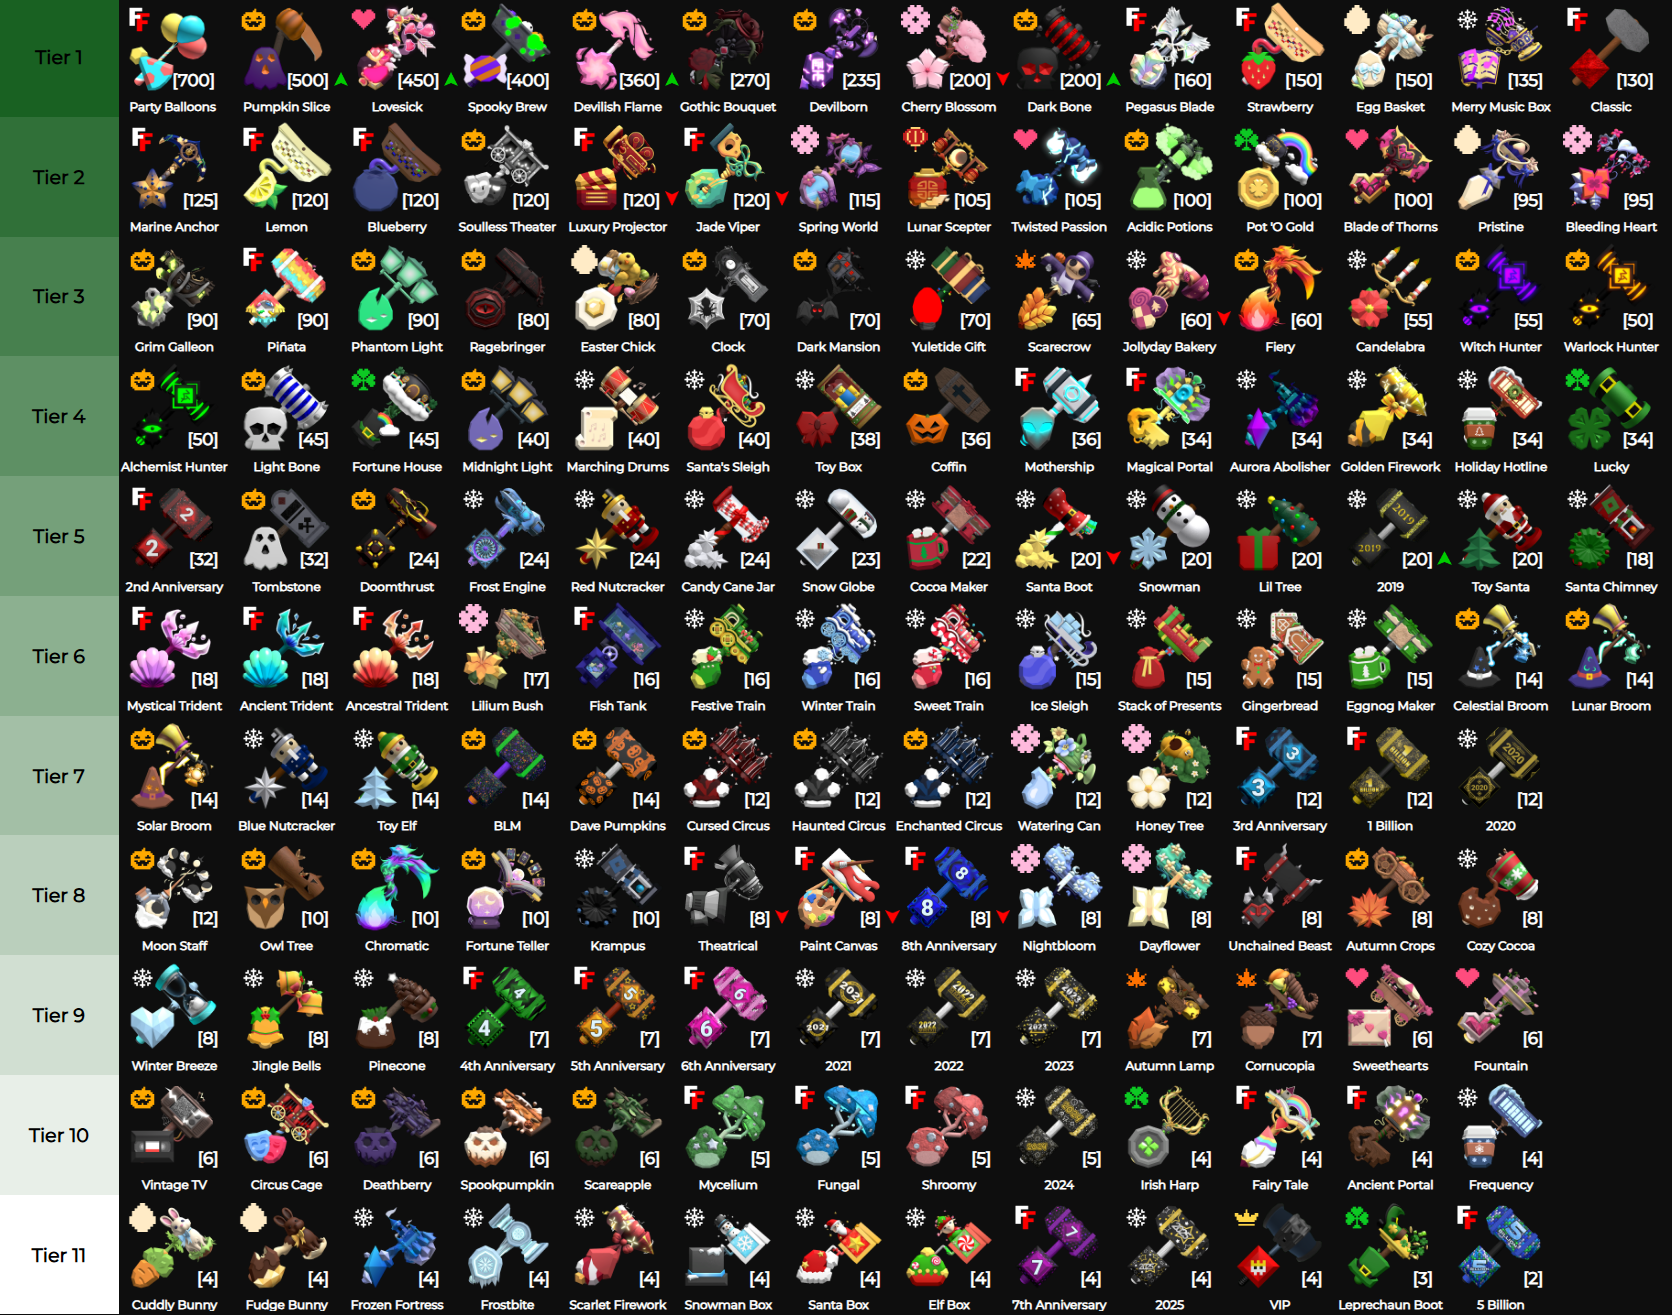 Tier 1
[700] [500] [450] [400] [360] [270] [235] [200] [200] [160] [150] [150] [135] [130]
Party Balloons Pumpkin Slice Lovesick Spooky Brew Devilish Flame Gothic Bouquet Devilborn Cherry Blossom Dark Bone Pegasus Blade Strawberry Egg Basket Merry Music Box Classic
Tier 2
[125] [120] [120] [120] [120] [120] [115] [105] [105] [100] [100] [100] [95] [95]
Marine Anchor Lemon Blueberry Soulless Theater Luxury Projector Jade Viper Spring World Lunar Scepter Twisted Passion Acidic Potions Pot 'O Gold Blade of Thorns Pristine Bleeding Heart
Tier 3
[90] [90] [90] [80] [80] [70] [70] [70] [65] [60] [60] [55] [55] [50]
Grim Galleon Piñata Phantom Light Ragebringer Easter Chick Clock Dark Mansion Yuletide Gift Scarecrow Jollyday Bakery Fiery Candelabra Witch Hunter Warlock Hunter
Tier 4
[50] [45] [45] [40] [40] [40] [38] [36] [36] [34] [34] [34] [34] [34]
Alchemist Hunter Light Bone Fortune House Midnight Light Marching Drums Santa's Sleigh Toy Box Coffin Mothership Magical Portal Aurora Abolisher Golden Firework Holiday Hotline Lucky
Tier 5
[32] [32] [24] [24] [24] [24] [23] [22] [20] [20] [20] [20] [20] [18]
2nd Anniversary Tombstone Doomthrust Frost Engine Red Nutcracker Candy Cane Jar Snow Globe Cocoa Maker Santa Boot Snowman Lil Tree 2019 Toy Santa Santa Chimney
Tier 6
[18] [18] [18] [17] [16] [16] [16] [16] [15] [15] [15] [15] [14] [14]
Mystical Trident Ancient Trident Ancestral Trident Lilium Bush Fish Tank Festive Train Winter Train Sweet Train Ice Sleigh Stack of Presents Gingerbread Eggnog Maker Celestial Broom Lunar Broom
Tier 7
[14] [14] [14] [14] [14] [12] [12] [12] [12] [12] [12] [12] [12]
Solar Broom Blue Nutcracker Toy Elf BLM Dave Pumpkins Cursed Circus Haunted Circus Enchanted Circus Watering Can Honey Tree 3rd Anniversary 1 Billion 2020
Tier 8
[12] [10] [10] [10] [10] [8] [8] [8] [8] [8] [8] [8] [8]
Moon Staff Owl Tree Chromatic Fortune Teller Krampus Theatrical Paint Canvas 8th Anniversary Nightbloom Dayflower Unchained Beast Autumn Crops Cozy Cocoa
Tier 9
[8] [8] [8] [7] [7] [7] [7] [7] [7] [7] [7] [6] [6]
Winter Breeze Jingle Bells Pinecone 4th Anniversary 5th Anniversary 6th Anniversary 2021 2022 2023 Autumn Lamp Cornucopia Sweethearts Fountain
Tier 10
[6] [6] [6] [6] [6] [5] [5] [5] [5] [4] [4] [4] [4]
Vintage TV Circus Cage Deathberry Spookpumpkin Scareapple Mycelium Fungal Shroomy 2024 Irish Harp Fairy Tale Ancient Portal Frequency
Tier 11
[4] [4] [4] [4] [4] [4] [4] [4] [4] [4] [4] [3] [2]
Cuddly Bunny Fudge Bunny Frozen Fortress Frostbite Scarlet Firework Snowman Box Santa Box Elf Box 7th Anniversary 2025 VIP Leprechaun Boot 5 Billion